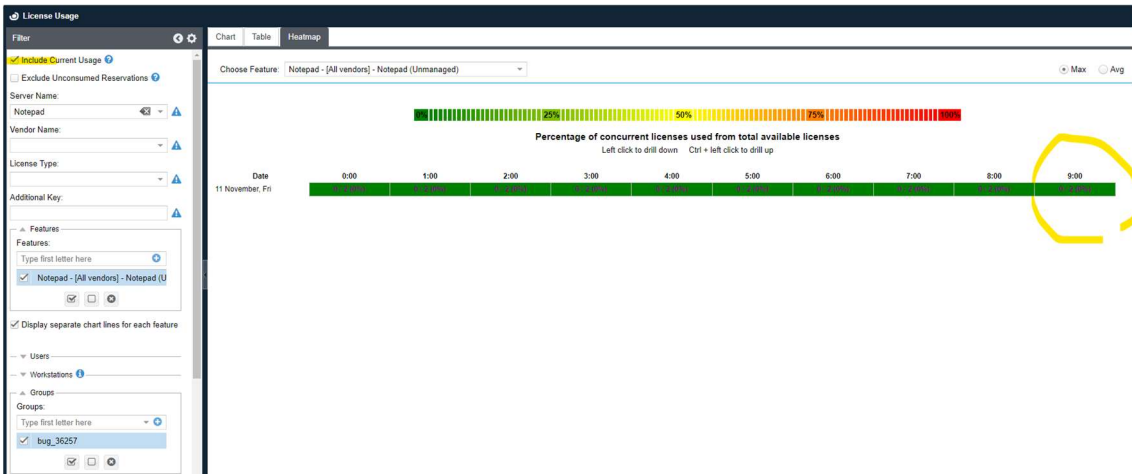 License Usage
Filter
Include Current Usage
Exclude Unconsumed Reservations
Server Name:
Notepad
Vendor Name:
License Type:
Additional Key:
Features
Features:
Type first letter here
Notepad - [All vendors] - Notepad (U
Display separate chart lines for each feature
Users
Workstations
Groups
Groups:
Type first letter here
bug_36257
Chart Table Heatmap
Choose Feature: Notepad - [All vendors] - Notepad (Unmanaged)
Max Avg
0% 25% 50% 75% 100%
Percentage of concurrent licenses used from total available licenses
Left click to drill down Ctrl + left click to drill up
Date 0:00 1:00 2:00 3:00 4:00 5:00 6:00 7:00 8:00 9:00
11 November, Fri